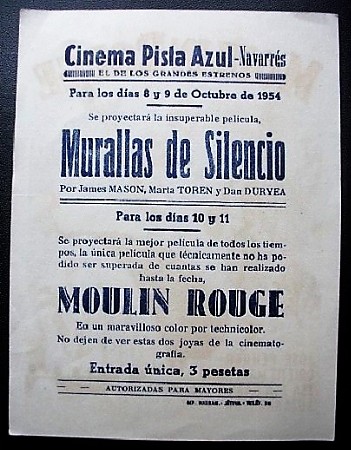 Cinema Pista Azul-Navarrés
EL DE LOS GRANDES ESTRENOS
Para los días 8 y 9 de Octubre de 1954
Se proyectará la insuperable película,
Murallas de Silencio
Por James MASON, Marta TOREN y Dan DURYEA
Para los días 10 y 11
Se proyectará la mejor película de todos los tiem-
pos, la única película que técnicamente no ha po-
dido ser superada de cuantas se han realizado
hasta la fecha,
MOULIN ROUGE
En un maravilloso color por technicolor.
No dejen de ver estas dos joyas de la cinemato-
grafía.
Entrada única, 3 pesetas
AUTORIZADAS PARA MAYORES